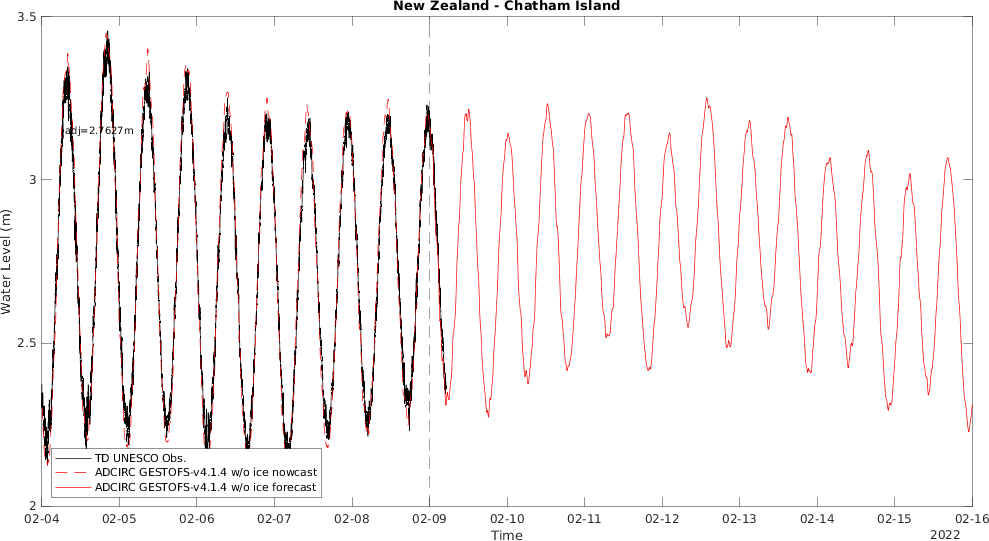 New Zealand - Chatham Island
3.5
3
2.5
2
Water Level (m)
adj=2.7627m
TD UNESCO Obs.
ADCIRC GESTOFS-v4.1.4 w/o ice nowcast
ADCIRC GESTOFS-v4.1.4 w/o ice forecast
02-04 02-05 02-06 02-07 02-08 02-09 02-10 02-11 02-12 02-13 02-14 02-15 02-16
Time
2022